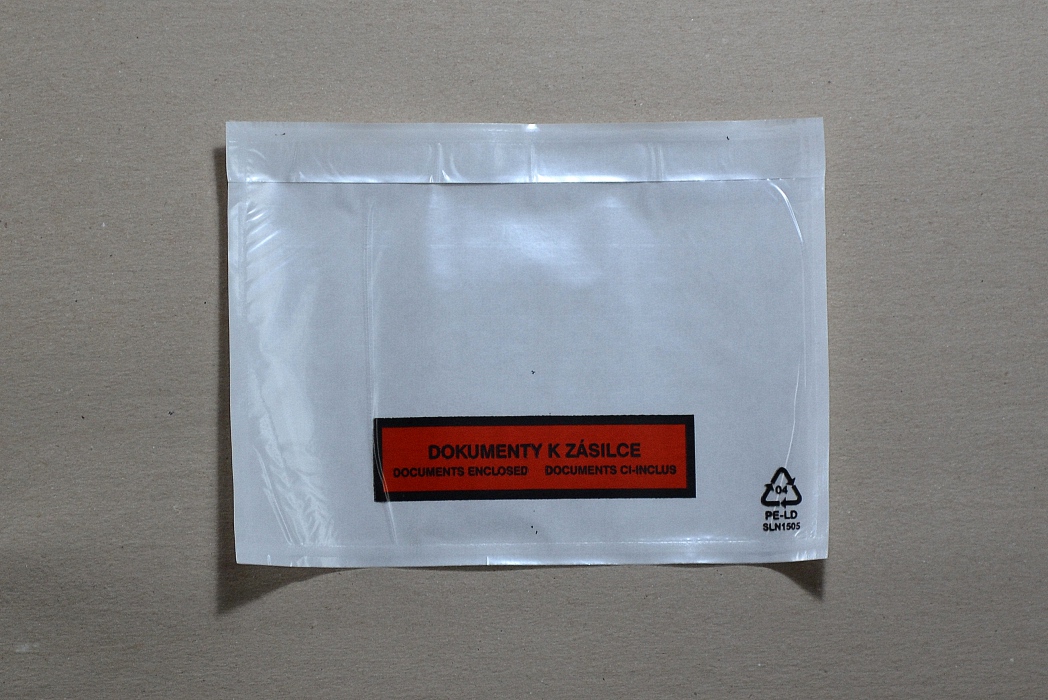 DOKUMENTY K ZÁSILCE
DOCUMENTS ENCLOSED DOCUMENTS CI-INCLUS
04
PE-LD
SLN1505